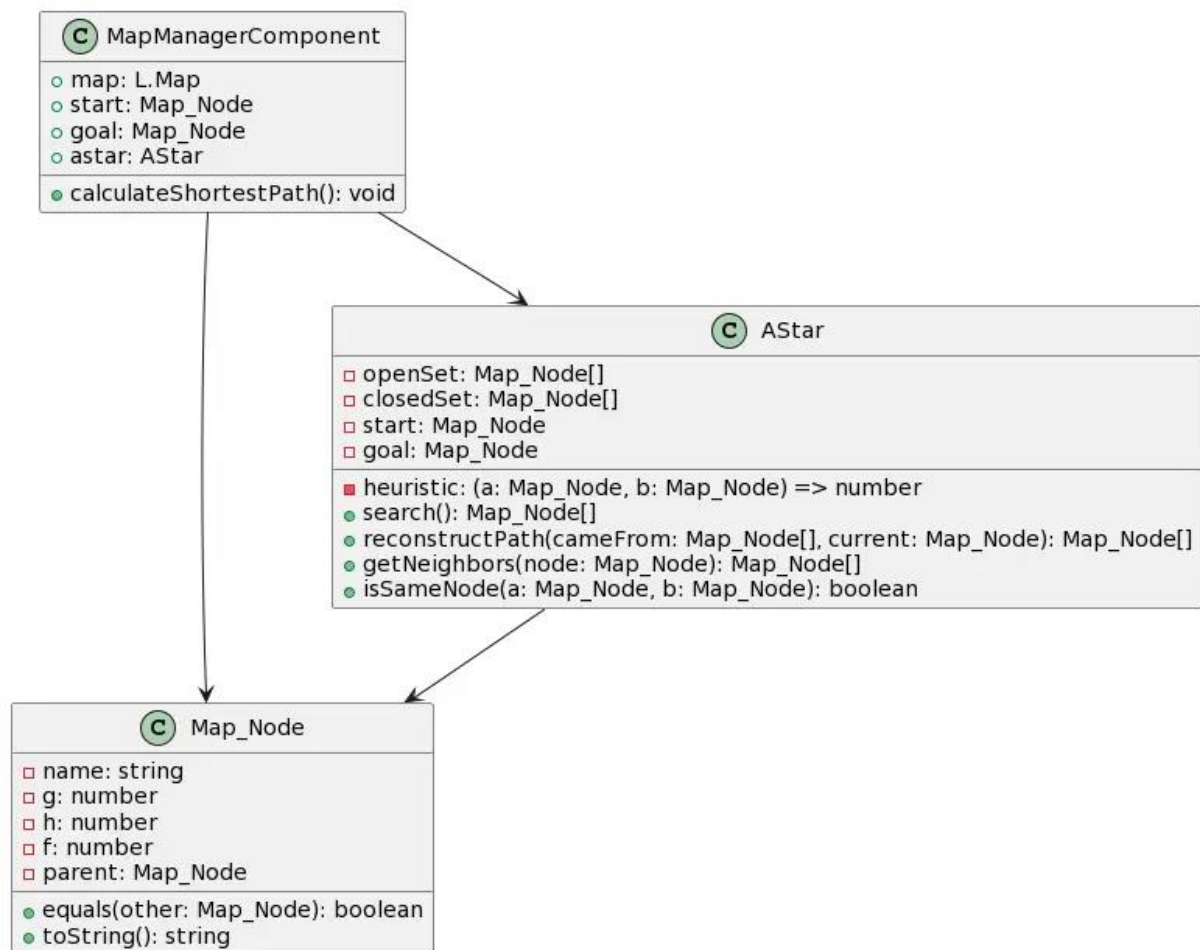 C MapManagerComponent
map: L.Map
start: Map_Node
goal: Map_Node
astar: AStar
calculateShortestPath(): void
C AStar
openSet: Map_Node[]
closedSet: Map_Node[]
start: Map_Node
goal: Map_Node
heuristic: (a: Map_Node, b: Map_Node) => number
search(): Map_Node[]
reconstructPath(cameFrom: Map_Node[], current: Map_Node): Map_Node[]
getNeighbors(node: Map_Node): Map_Node[]
isSameNode(a: Map_Node, b: Map_Node): boolean
C Map_Node
name: string
g: number
h: number
f: number
parent: Map_Node
equals(other: Map_Node): boolean
toString(): string